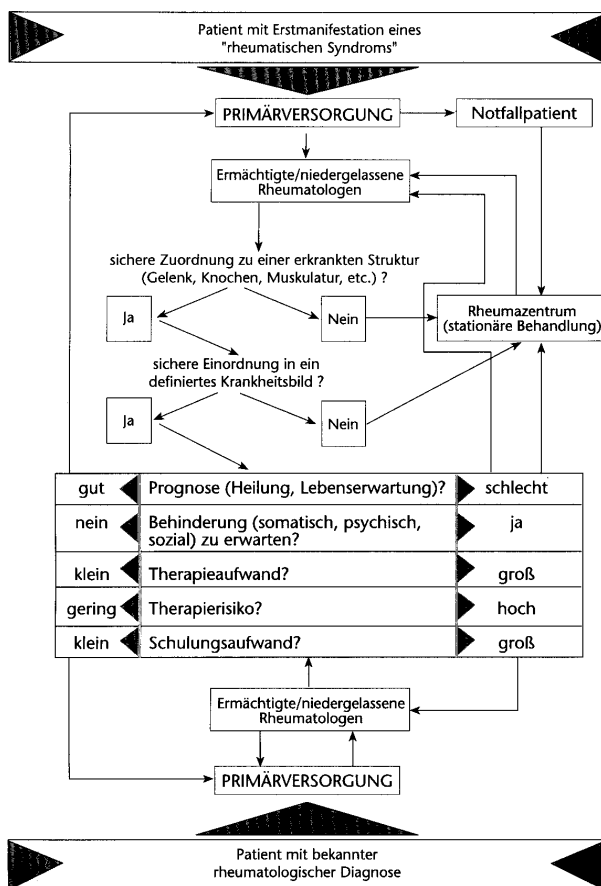 Patient mit Erstmanifestation eines
"rheumatischen Syndroms"
PRIMÄRVERSORGUNG
Notfallpatient
Ermächtigte/niedergelassene
Rheumatologen
sichere Zuordnung zu einer erkrankten Struktur
(Gelenk, Knochen, Muskulatur, etc.) ?
Ja
Nein
Rheumazentrum
(stationäre Behandlung)
sichere Einordnung in ein
definiertes Krankheitsbild ?
Ja
Nein
gut Prognose (Heilung, Lebenserwartung)? schlecht
nein Behinderung (somatisch, psychisch, ja
sozial) zu erwarten?
klein Therapieaufwand? groß
gering Therapierisiko? hoch
klein Schulungsaufwand? groß
Ermächtigte/niedergelassene
Rheumatologen
PRIMÄRVERSORGUNG
Patient mit bekannter
rheumatologischer Diagnose